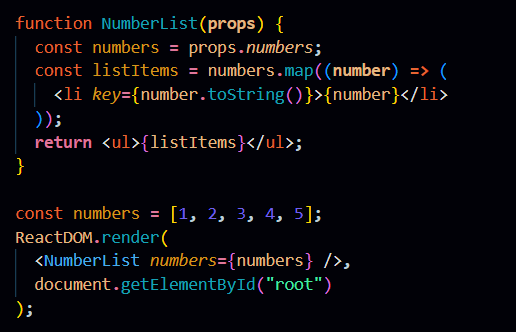 function NumberList(props) {
  const numbers = props.numbers;
  const listItems = numbers.map((number) => (
    <li key={number.toString()}>{number}</li>
  ));
  return <ul>{listItems}</ul>;
}

const numbers = [1, 2, 3, 4, 5];
ReactDOM.render(
  <NumberList numbers={numbers} />,
  document.getElementById("root")
);